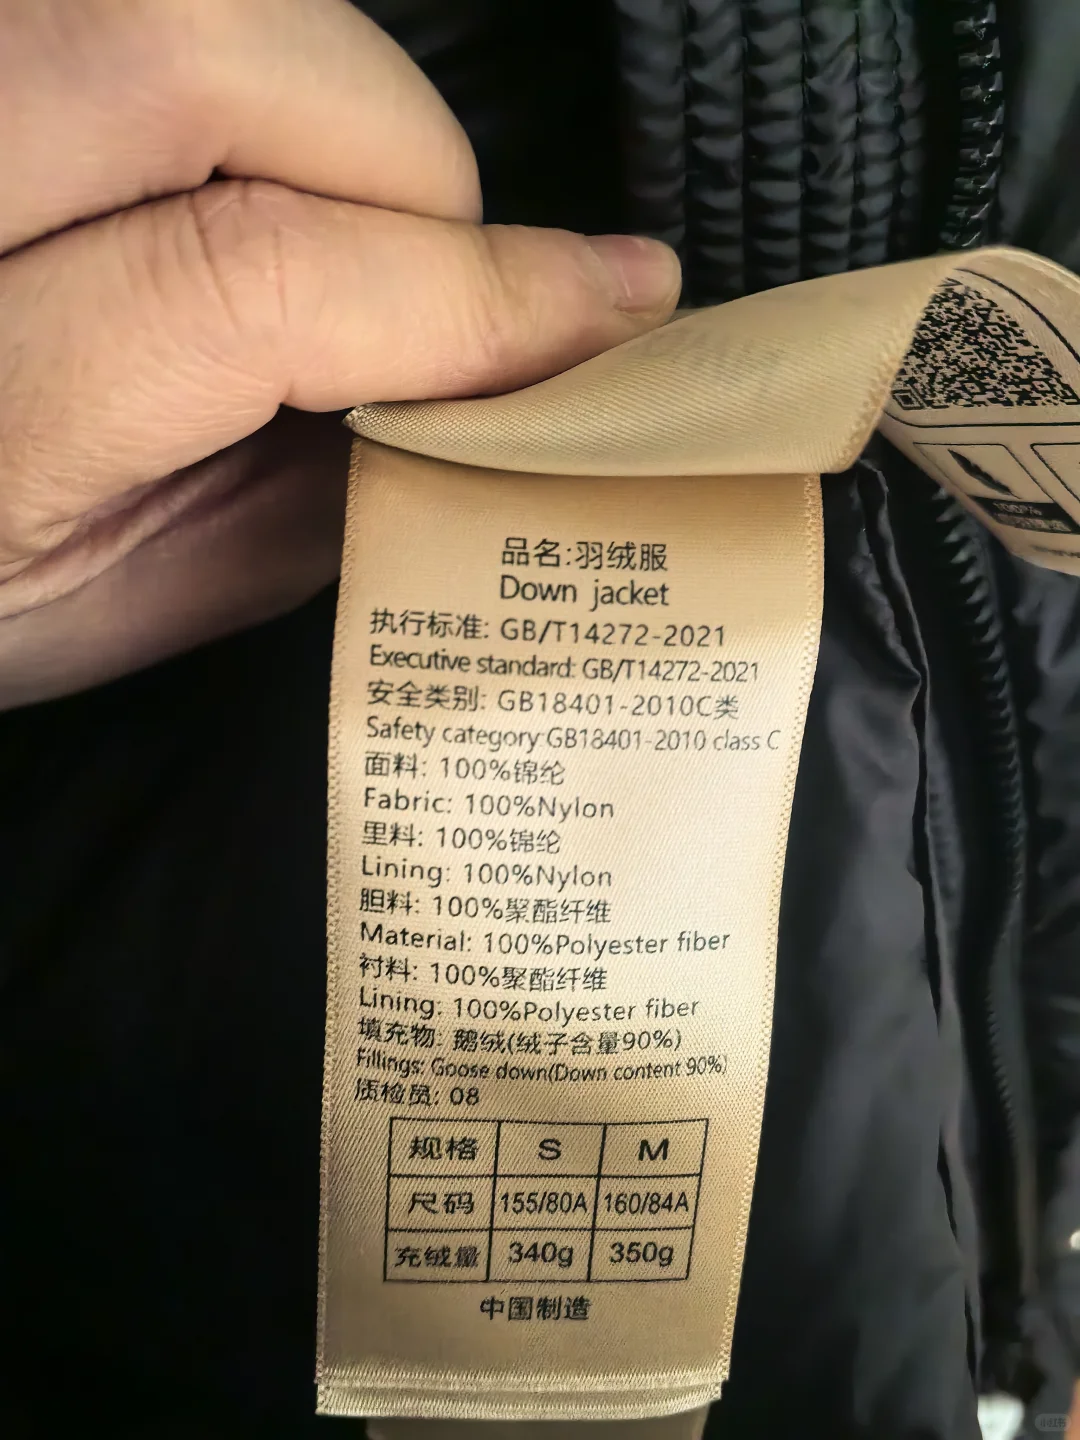 100%
品名:羽绒服
Down jacket
执行标准: GB/T14272-2021
Executive standard: GB/T14272-2021
安全类别: GB18401-2010C类
Safety category:GB18401-2010 class C
面料: 100%锦纶
Fabric: 100%Nylon
里料: 100%锦纶
Lining: 100%Nylon
胆料: 100%聚酯纤维
Material: 100%Polyester fiber
衬料: 100%聚酯纤维
Lining: 100%Polyester fiber
填充物: 鹅绒(绒子含量90%)
Fillings: Goose down(Down content 90%)
质检员: 08
规格 S M
尺码 155/80A 160/84A
充绒量 340g 350g
中国制造
小红书